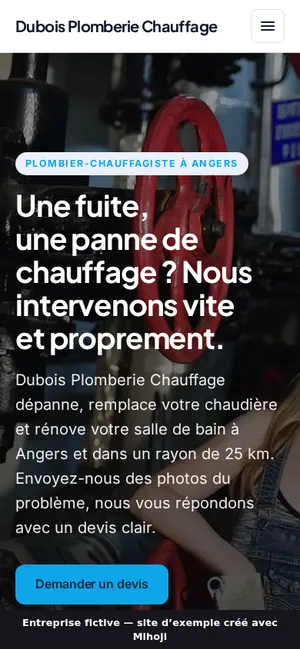 Dubois Plomberie Chauffage
PLOMBIER-CHAUFFAGISTE À ANGERS
Une fuite,
une panne de
chauffage ? Nous
intervenons vite
et proprement.
Dubois Plomberie Chauffage
dépanne, remplace votre chaudière
et rénove votre salle de bain à
Angers et dans un rayon de 25 km.
Envoyez-nous des photos du
problème, nous vous répondons
avec un devis clair.
Demander un devis
Entreprise fictive — site d’exemple créé avec
Mihoji